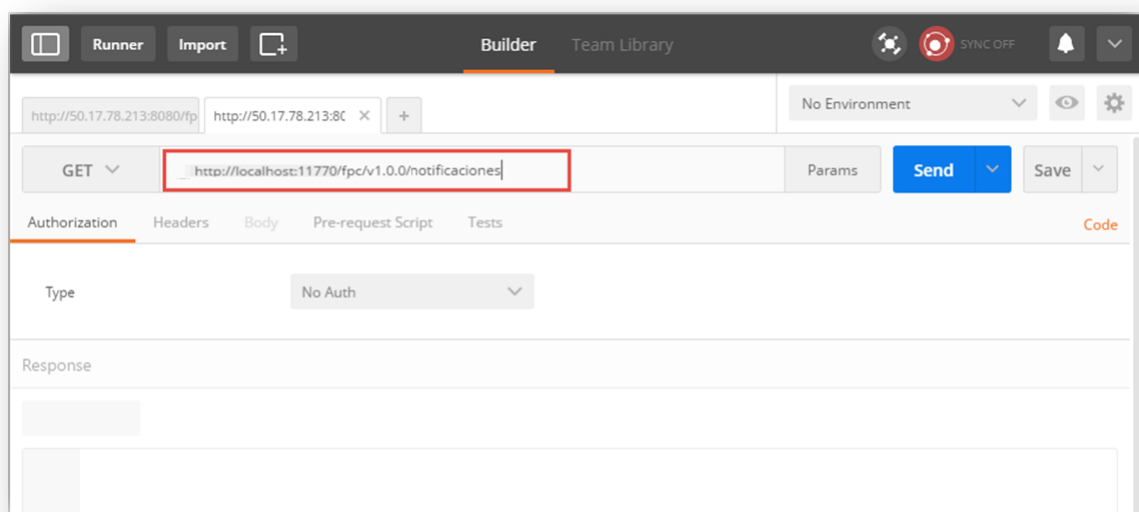 Runner Import Builder Team Library SYNC OFF
http://50.17.78.213:8080/fp http://50.17.78.213:80 × + No Environment
GET http://localhost:11770/fpc/v1.0.0/notificaciones Params Send Save
Authorization Headers Body Pre-request Script Tests Code
Type No Auth
Response